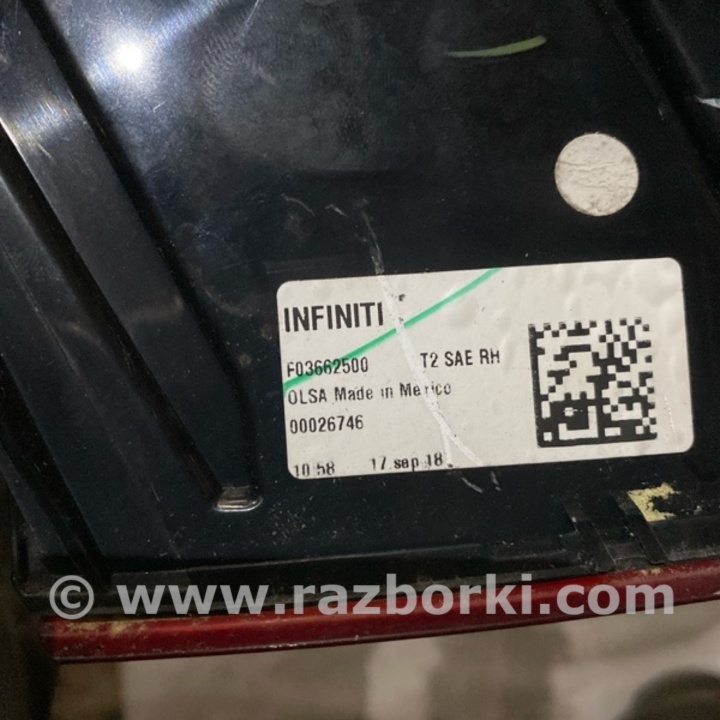 INFINITI
F03662500 T2 SAE RH
OLSA Made in Mexico
00026746
10:58 17 sep 18
© www.razborki.com